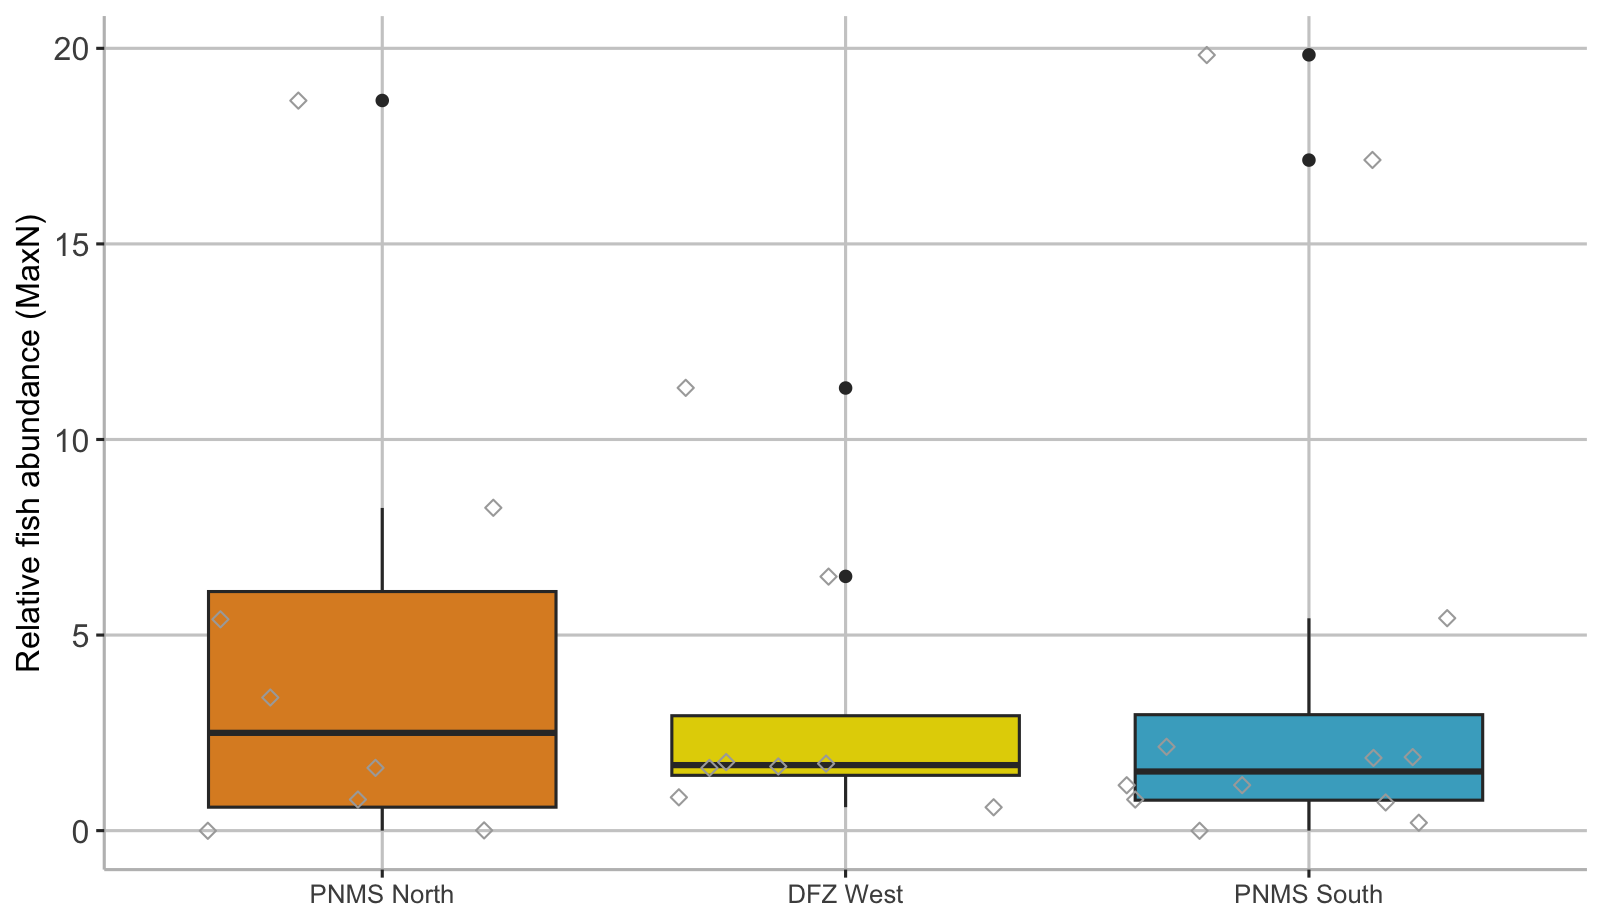 Relative fish abundance (MaxN)
20
15
10
5
0
PNMS North
DFZ West
PNMS South